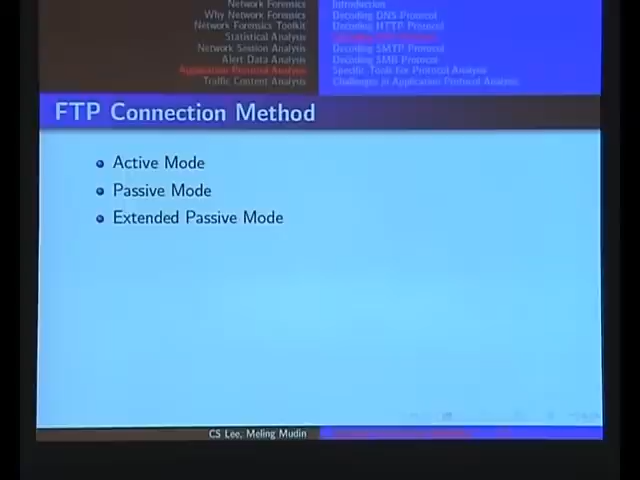 Network Forensics
Why Network Forensics
Network Forensics Toolkit
Statistical Analysis
Network Session Analysis
Alert Data Analysis
Application Protocol Analysis
Traffic Content Analysis
Introduction
Decoding DNS Protocol
Decoding HTTP Protocol
Decoding SMTP Protocol
Decoding SMB Protocol
Specific Tools for Protocol Analysis
Challenges in Application Protocol Analysis
FTP Connection Method
Active Mode
Passive Mode
Extended Passive Mode
CS Lee, Meling Mudin